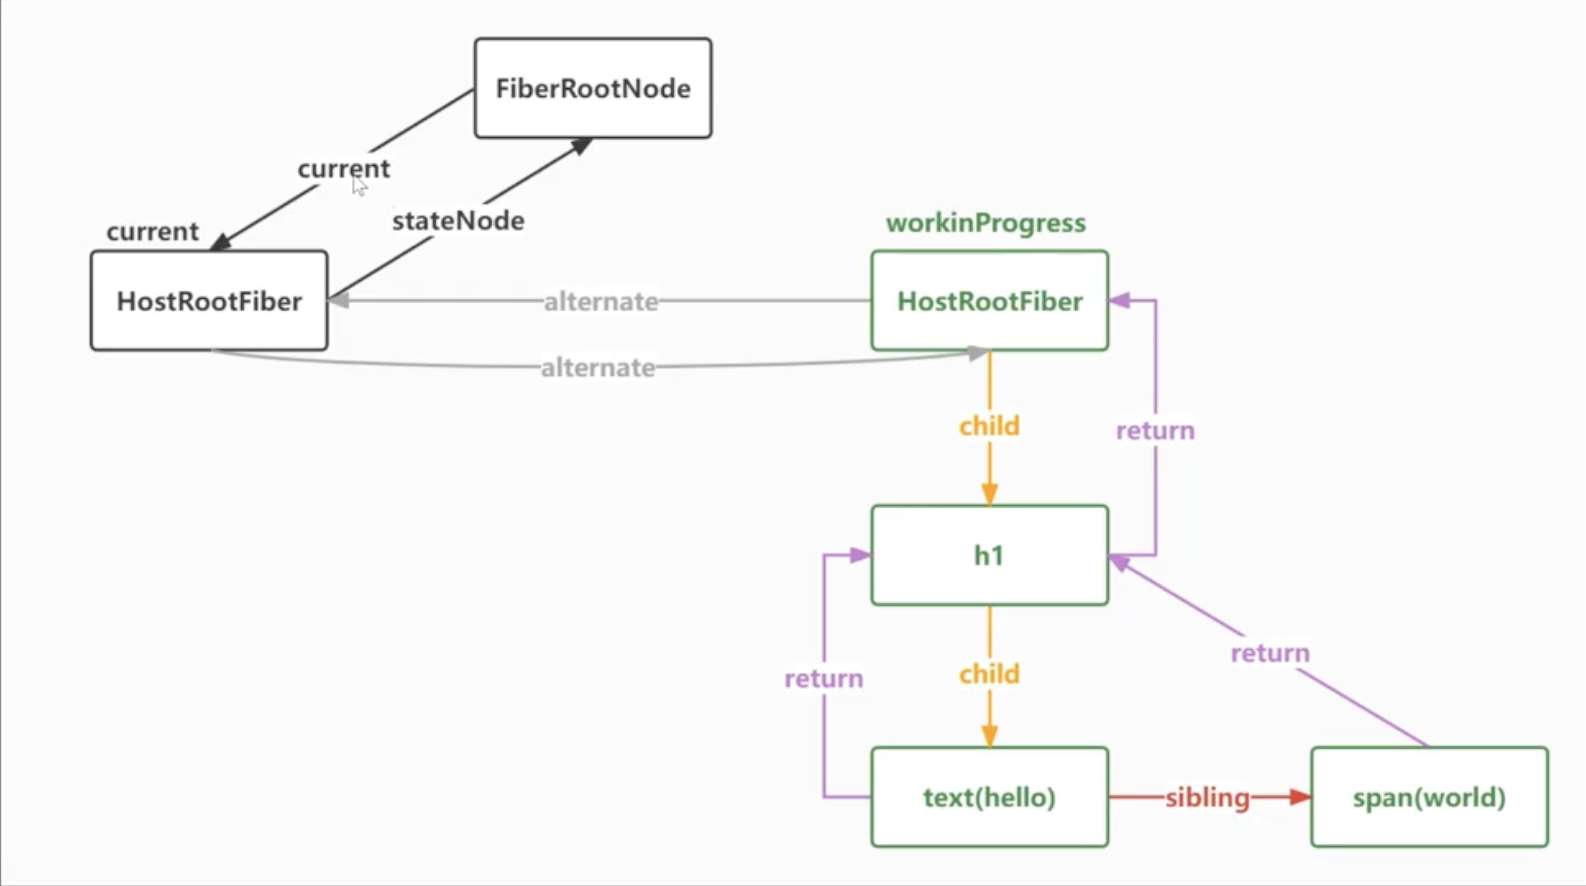 FiberRootNode
current
stateNode
current
workinProgress
HostRootFiber
alternate
HostRootFiber
alternate
child
return
h1
return
child
return
text(hello)
sibling
span(world)